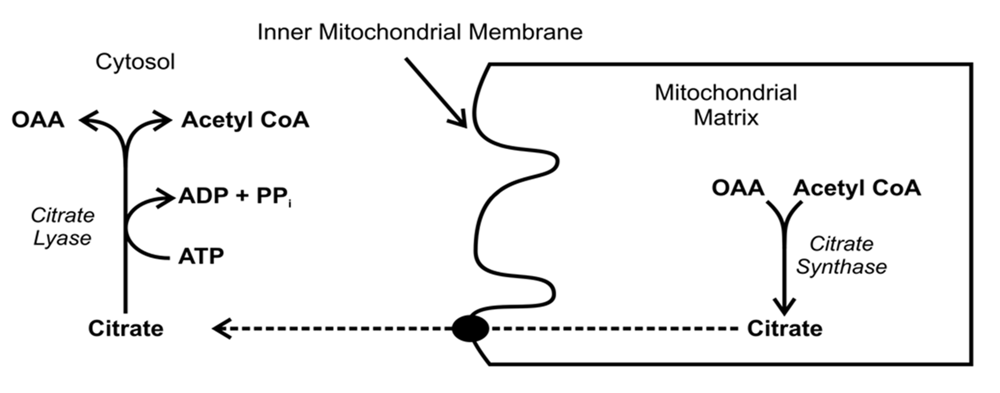 Inner Mitochondrial Membrane
Cytosol
Mitochondrial
Matrix
OAA
Acetyl CoA
ADP + PPi
Citrate
Lyase
ATP
Citrate
OAA
Acetyl CoA
Citrate
Synthase
Citrate